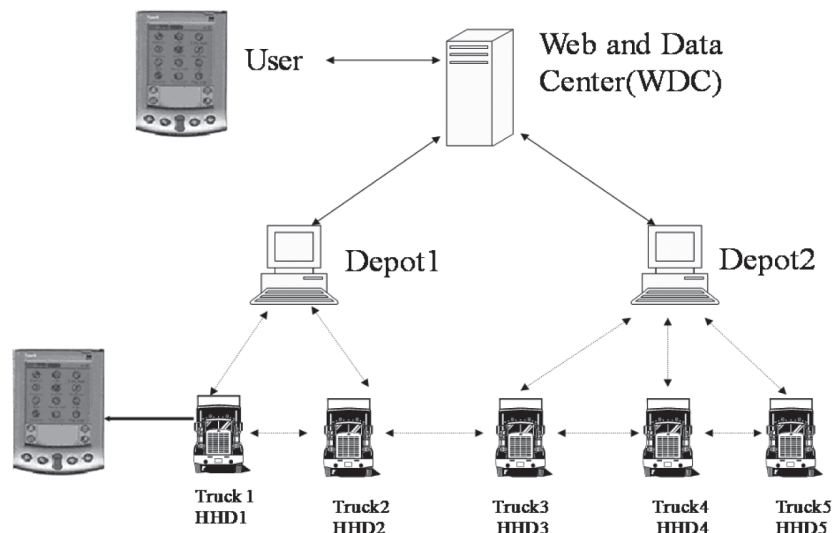 User
Web and Data
Center(WDC)
Depot1
Depot2
Truck 1
HHD1
Truck2
HHD2
Truck3
HHD3
Truck4
HHD4
Truck5
HHD5